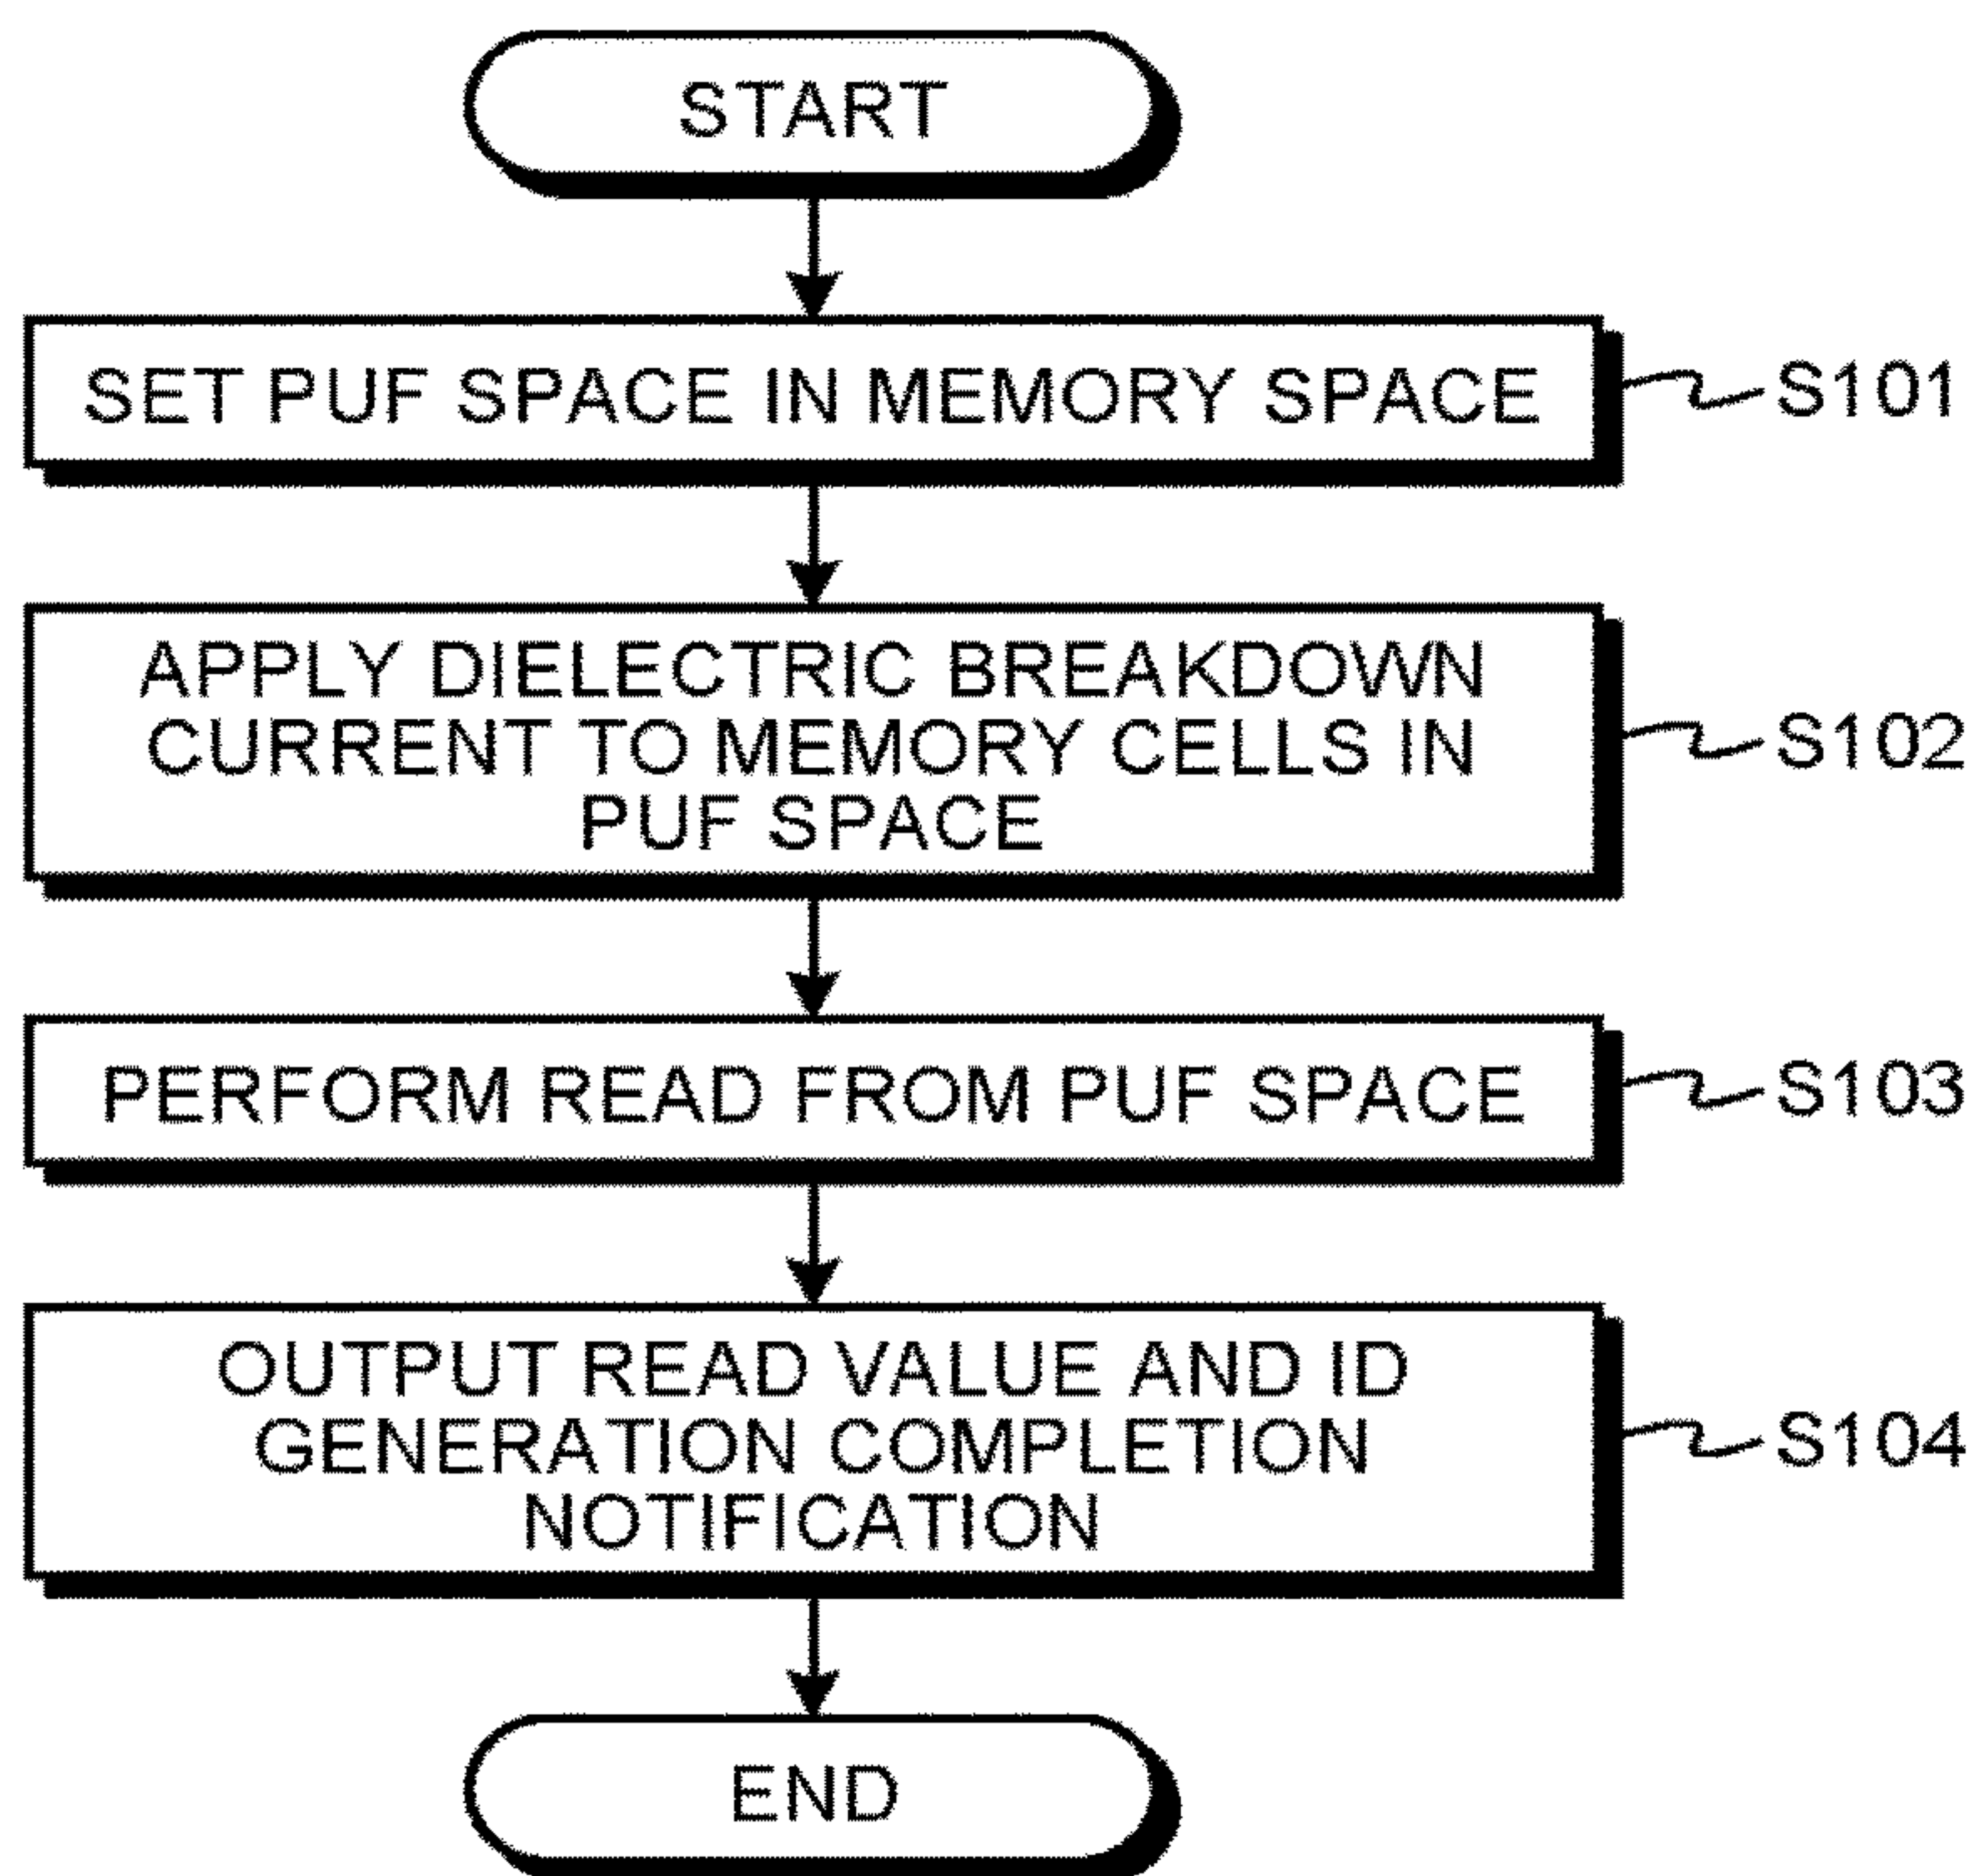 START
SET PUF SPACE IN MEMORY SPACE
S101
APPLY DIELECTRIC BREAKDOWN
CURRENT TO MEMORY CELLS IN
PUF SPACE
S102
PERFORM READ FROM PUF SPACE
S103
OUTPUT READ VALUE AND ID
GENERATION COMPLETION
NOTIFICATION
S104
END